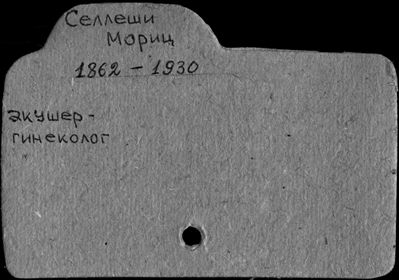 Селлеши
Мориц
1862 - 1930
акушер-
гинеколог